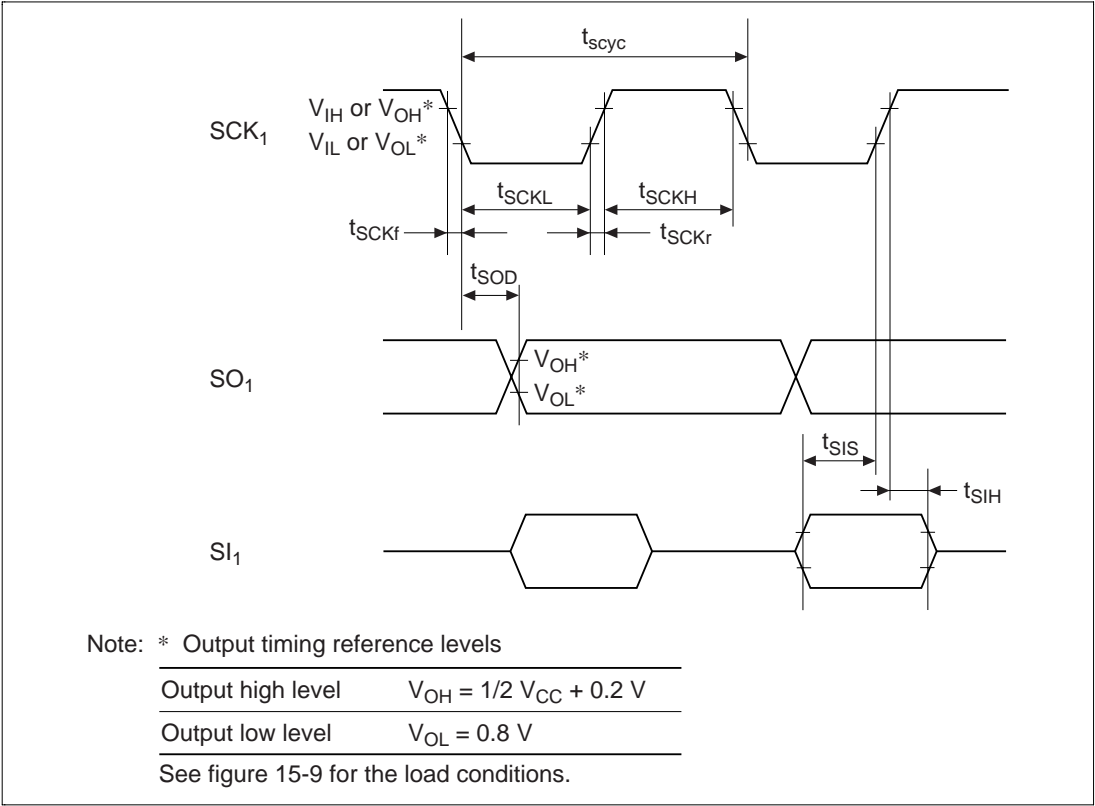 tscyc
VIH or VOH*
SCK1
VIL or VOL*
tSCKL
tSCKH
tSCKf
tSCKr
tSOD
VOH*
SO1
VOL*
tSIS
tSIH
SI1
Note: * Output timing reference levels
Output high level VOH = 1/2 VCC + 0.2 V
Output low level VOL = 0.8 V
See figure 15-9 for the load conditions.